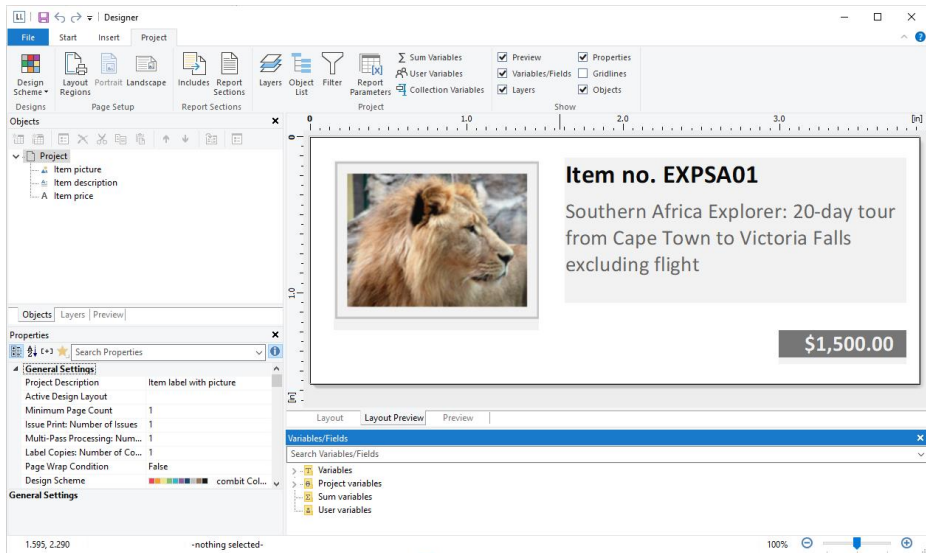 LL Designer
File Start Insert Project
Design Scheme Layout Regions Portrait Landscape Includes Report Sections Layers Object List Filter Report Parameters
Sum Variables
User Variables
Collection Variables
Preview Properties
Variables/Fields Gridlines
Layers Objects
Designs Page Setup Report Sections Project Show
Objects
Project
Item picture
Item description
Item price
Objects Layers Preview
Properties
Search Properties
General Settings
Project Description Item label with picture
Active Design Layout
Minimum Page Count 1
Issue Print: Number of Issues 1
Multi-Pass Processing: Num... 1
Label Copies: Number of Co... 1
Page Wrap Condition False
Design Scheme combit Col...
General Settings
0 1.0 2.0 3.0 [in]
0
1.0
[in]
Item no. EXPSA01
Southern Africa Explorer: 20-day tour
from Cape Town to Victoria Falls
excluding flight
$1,500.00
Layout Layout Preview Preview
Variables/Fields
Search Variables/Fields
Variables
Project variables
Sum variables
User variables
1.595, 2.290 -nothing selected- 100%